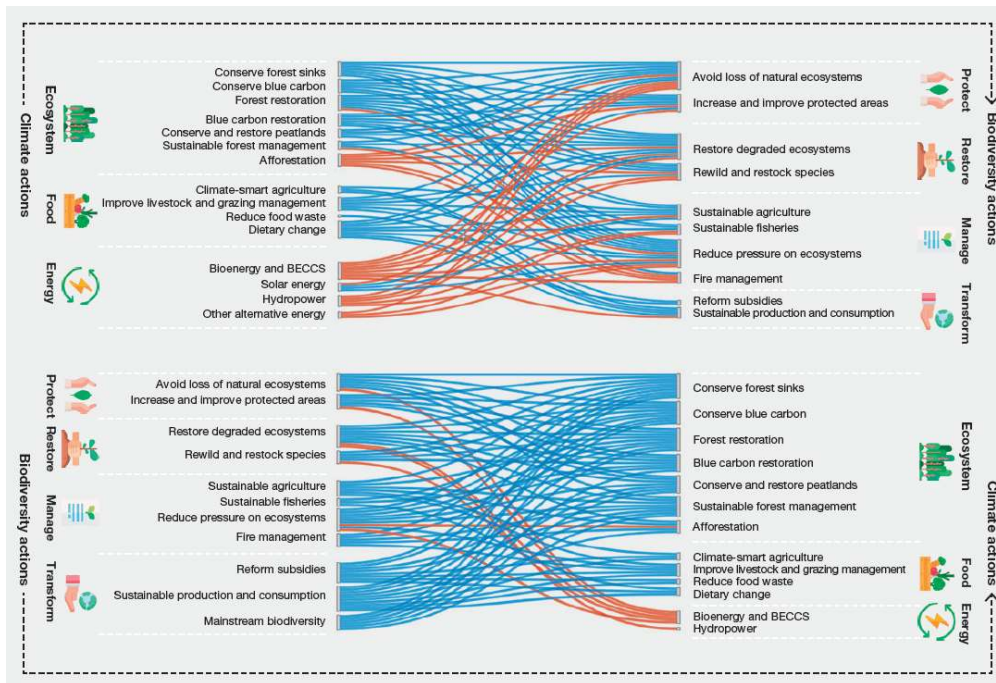 Climate actions
Ecosystem
Conserve forest sinks
Conserve blue carbon
Forest restoration
Blue carbon restoration
Conserve and restore peatlands
Sustainable forest management
Afforestation
Food
Climate-smart agriculture
Improve livestock and grazing management
Reduce food waste
Dietary change
Energy
Bioenergy and BECCS
Solar energy
Hydropower
Other alternative energy
Biodiversity actions
Protect
Avoid loss of natural ecosystems
Increase and improve protected areas
Restore
Restore degraded ecosystems
Rewild and restock species
Manage
Sustainable agriculture
Sustainable fisheries
Reduce pressure on ecosystems
Fire management
Transform
Reform subsidies
Sustainable production and consumption
Biodiversity actions
Protect
Avoid loss of natural ecosystems
Increase and improve protected areas
Restore
Restore degraded ecosystems
Rewild and restock species
Manage
Sustainable agriculture
Sustainable fisheries
Reduce pressure on ecosystems
Fire management
Transform
Reform subsidies
Sustainable production and consumption
Mainstream biodiversity
Climate actions
Ecosystem
Conserve forest sinks
Conserve blue carbon
Forest restoration
Blue carbon restoration
Conserve and restore peatlands
Sustainable forest management
Afforestation
Food
Climate-smart agriculture
Improve livestock and grazing management
Reduce food waste
Dietary change
Energy
Bioenergy and BECCS
Hydropower